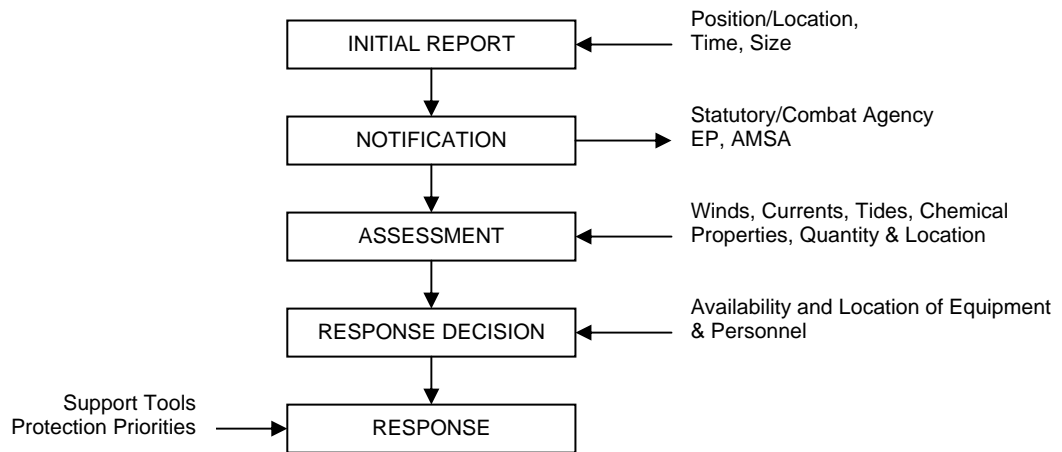 INITIAL REPORT
Position/Location,
Time, Size
NOTIFICATION
Statutory/Combat Agency
EP, AMSA
ASSESSMENT
Winds, Currents, Tides, Chemical
Properties, Quantity & Location
RESPONSE DECISION
Availability and Location of Equipment
& Personnel
Support Tools
Protection Priorities
RESPONSE